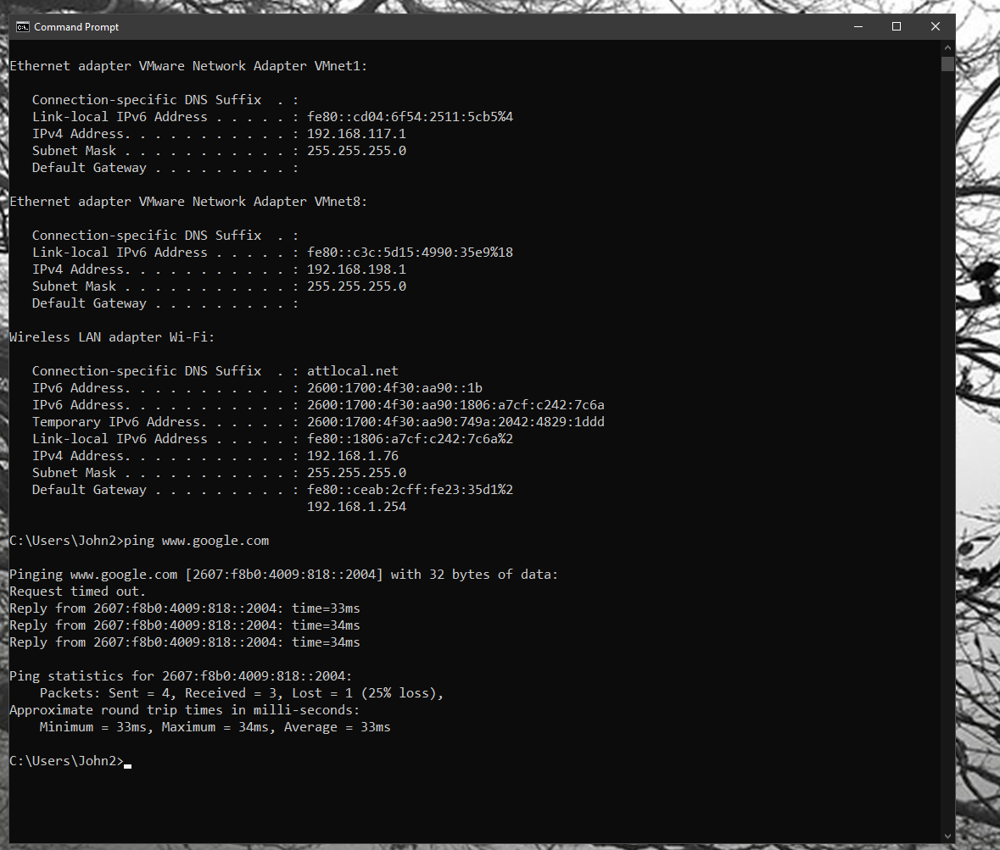 Command Prompt
Ethernet adapter VMware Network Adapter VMnet1:
   Connection-specific DNS Suffix  . :
   Link-local IPv6 Address . . . . . : fe80::cd04:6f54:2511:5cb5%4
   IPv4 Address. . . . . . . . . . . : 192.168.117.1
   Subnet Mask . . . . . . . . . . . : 255.255.255.0
   Default Gateway . . . . . . . . . :
Ethernet adapter VMware Network Adapter VMnet8:
   Connection-specific DNS Suffix  . :
   Link-local IPv6 Address . . . . . : fe80::c3c:5d15:4990:35e9%18
   IPv4 Address. . . . . . . . . . . : 192.168.198.1
   Subnet Mask . . . . . . . . . . . : 255.255.255.0
   Default Gateway . . . . . . . . . :
Wireless LAN adapter Wi-Fi:
   Connection-specific DNS Suffix  . : attlocal.net
   IPv6 Address. . . . . . . . . . . : 2600:1700:4f30:aa90::1b
   IPv6 Address. . . . . . . . . . . : 2600:1700:4f30:aa90:1806:a7cf:c242:7c6a
   Temporary IPv6 Address. . . . . . : 2600:1700:4f30:aa90:749a:2042:4829:1ddd
   Link-local IPv6 Address . . . . . : fe80::1806:a7cf:c242:7c6a%2
   IPv4 Address. . . . . . . . . . . : 192.168.1.76
   Subnet Mask . . . . . . . . . . . : 255.255.255.0
   Default Gateway . . . . . . . . . : fe80::ceab:2cff:fe23:35d1%2
                                       192.168.1.254
C:\Users\John2>ping www.google.com
Pinging www.google.com [2607:f8b0:4009:818::2004] with 32 bytes of data:
Request timed out.
Reply from 2607:f8b0:4009:818::2004: time=33ms
Reply from 2607:f8b0:4009:818::2004: time=34ms
Reply from 2607:f8b0:4009:818::2004: time=34ms
Ping statistics for 2607:f8b0:4009:818::2004:
    Packets: Sent = 4, Received = 3, Lost = 1 (25% loss),
Approximate round trip times in milli-seconds:
    Minimum = 33ms, Maximum = 34ms, Average = 33ms
C:\Users\John2>